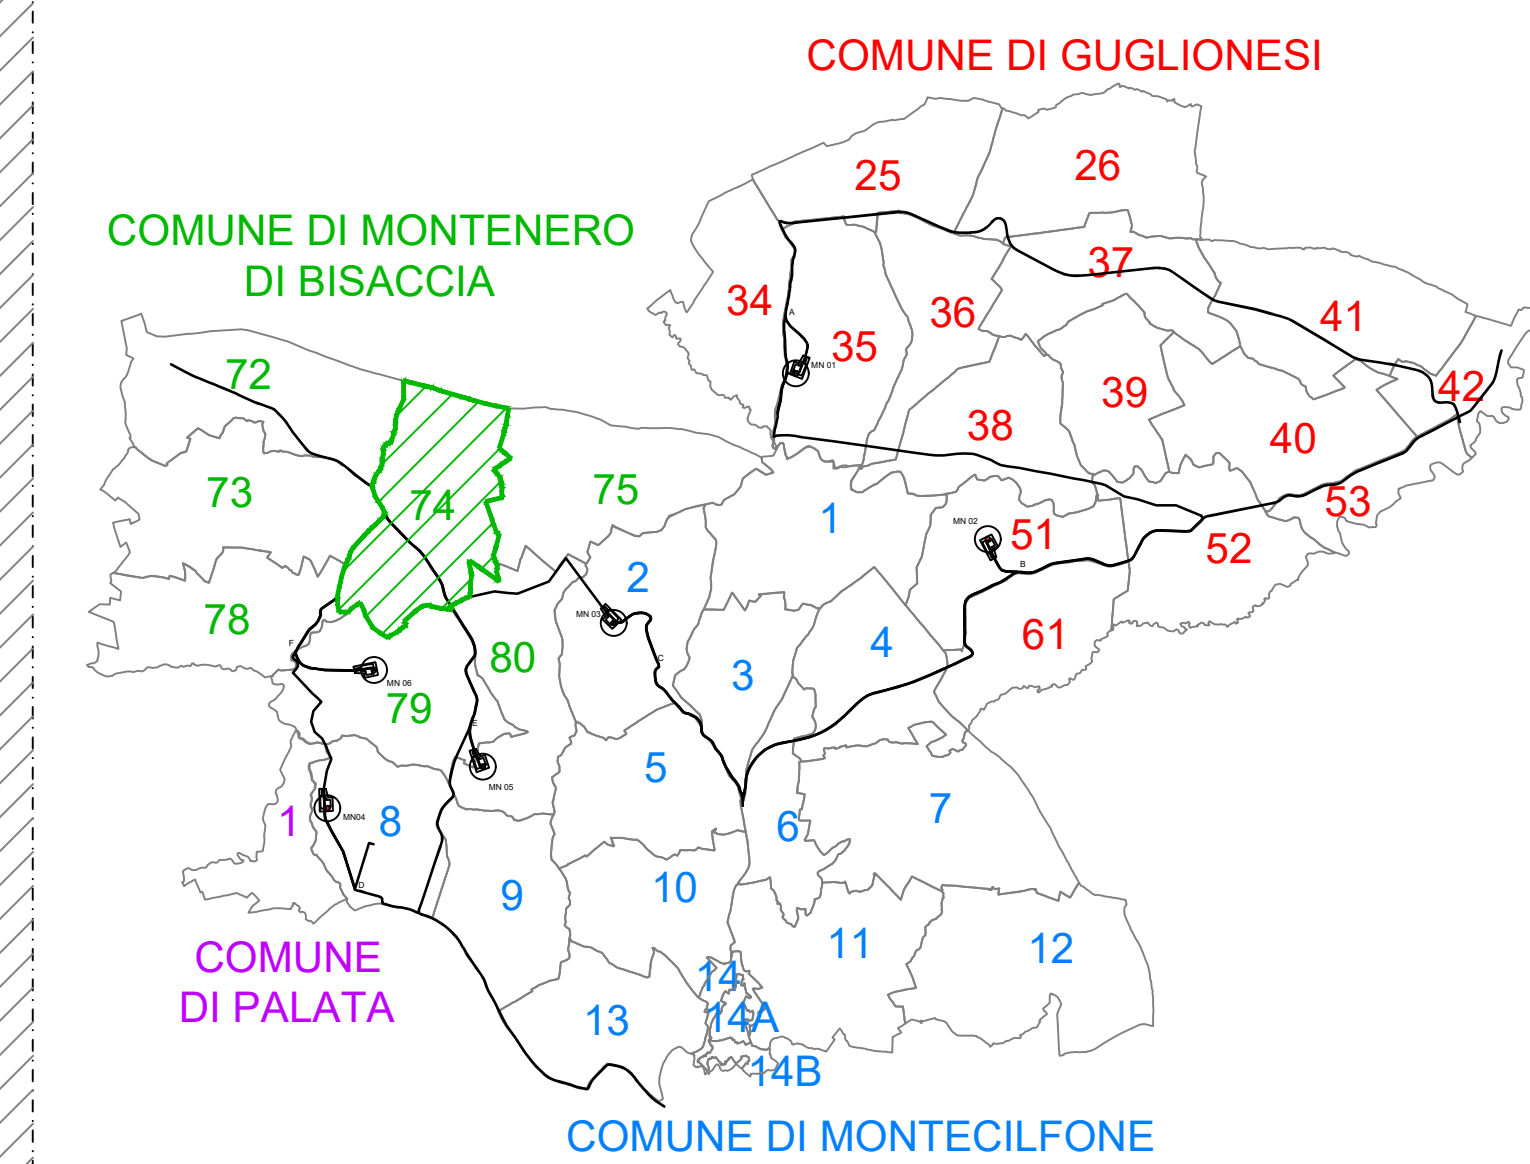 COMUNE DI GUGLIONESI
26
25
COMUNE DI MONTENERO
DI BISACCIA
37
34
A
36
41
35
MN 01
72
42
39
38
40
73
75
74
53
1
MN 02
51
52
B
2
MN 03
78
61
F
4
80
C
3
MN 06
79
E
5
MN 05
7
1
MN04
8
6
D
10
9
11
12
COMUNE
DI PALATA
14
14A
13
14B
COMUNE DI MONTECILFONE